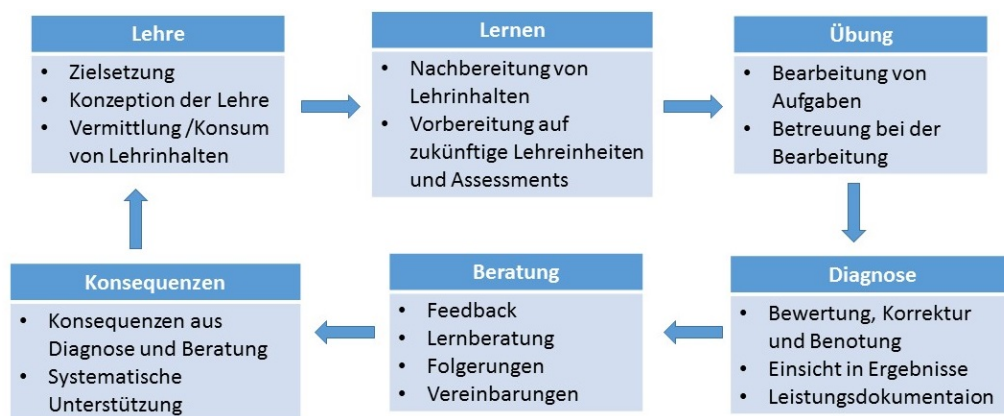 Lehre
• Zielsetzung
• Konzeption der Lehre
• Vermittlung /Konsum
von Lehrinhalten
Lernen
• Nachbereitung von
Lehrinhalten
• Vorbereitung auf
zukünftige Lehreinheiten
und Assessments
Übung
• Bearbeitung von
Aufgaben
• Betreuung bei der
Bearbeitung
Diagnose
• Bewertung, Korrektur
und Benotung
• Einsicht in Ergebnisse
• Leistungsdokumentaion
Beratung
• Feedback
• Lernberatung
• Folgerungen
• Vereinbarungen
Konsequenzen
• Konsequenzen aus
Diagnose und Beratung
• Systematische
Unterstützung